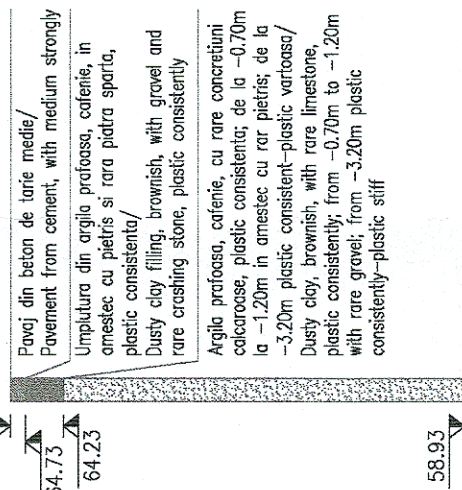 Pavaj din beton de tarie medie/
Pavement from cement, with medium strongly
Umplutura din argila prafoasa, cafenie, in
amestec cu pietris si rara piatra sparta,
plastic consistenta/
Dusty clay filling, brownish, with gravel and
rare crashing stone, plastic consistently
Argila prafoasa, cafenie, cu rare concretiuni
calcaroase, plastic consistenta; de la -0.70m
la -1.20m in amestec cu rar pietris; de la
-3.20m plastic consistent-plastic vartoasa/
Dusty clay, brownish, with rare limestone,
plastic consistently; from -0.70m to -1.20m
with rare gravel; from -3.20m plastic
consistently-plastic stiff
64.73
64.23
58.93